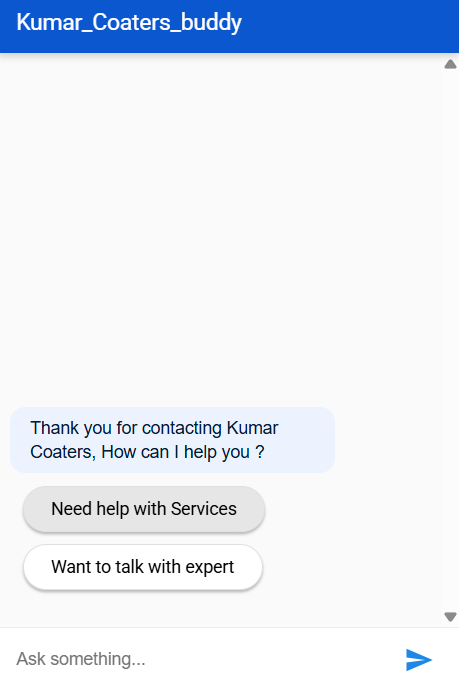 Kumar_Coaters_buddy
Thank you for contacting Kumar
Coaters, How can I help you ?
Need help with Services
Want to talk with expert
Ask something...